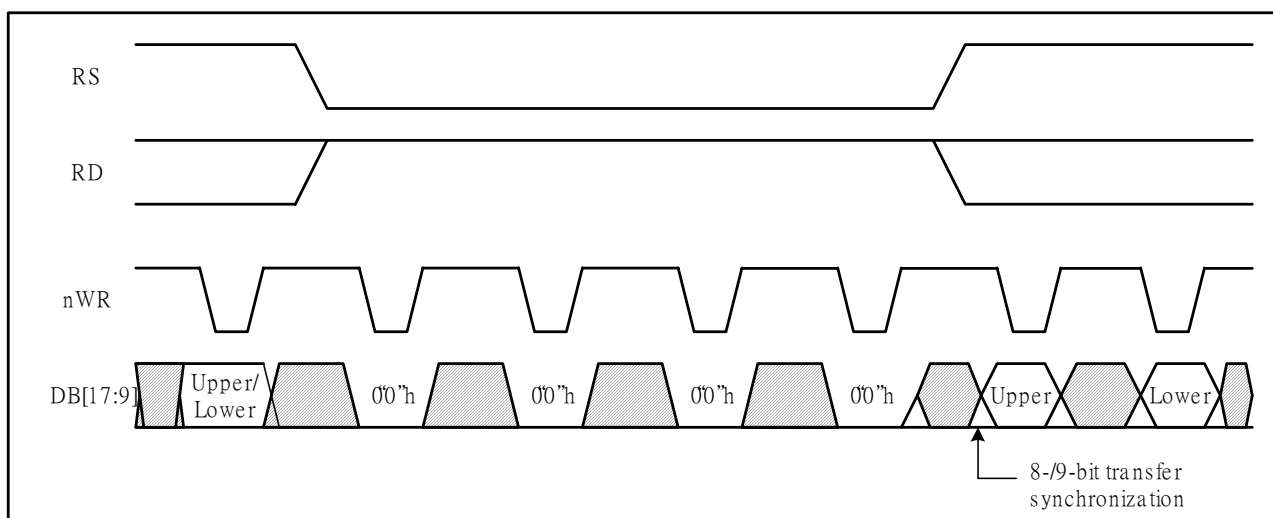 RS
RD
nWR
DB[17:9]
Upper/
Lower
"00"h
"00"h
"00"h
"00"h
Upper
Lower
8-/9-bit transfer
synchronization